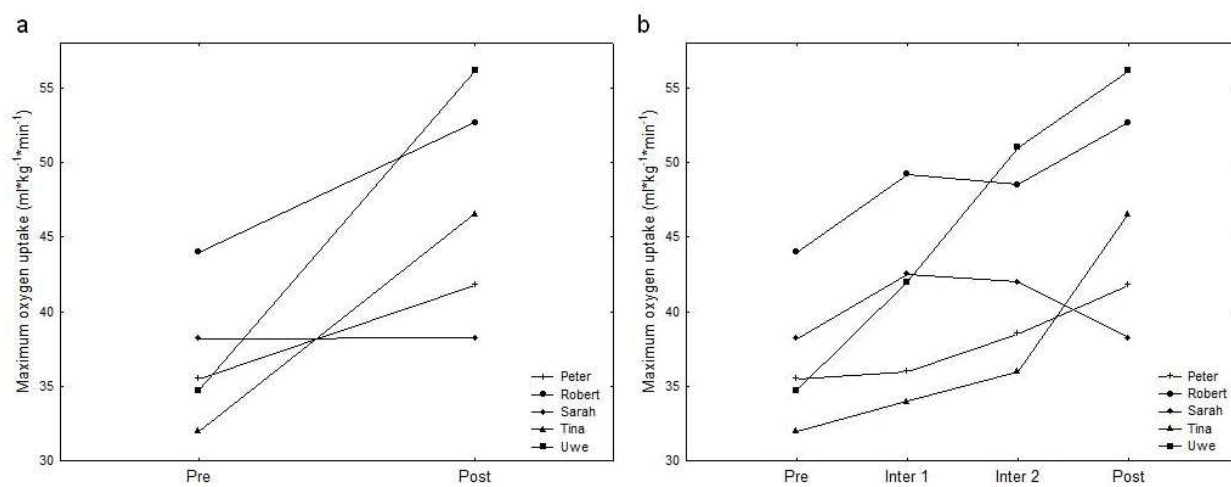 a
Maximum oxygen uptake (ml*kg⁻¹*min⁻¹)
55
50
45
40
35
30
Pre
Post
Peter
Robert
Sarah
Tina
Uwe
b
Maximum oxygen uptake (ml*kg⁻¹*min⁻¹)
55
50
45
40
35
30
Pre
Inter 1
Inter 2
Post
Peter
Robert
Sarah
Tina
Uwe